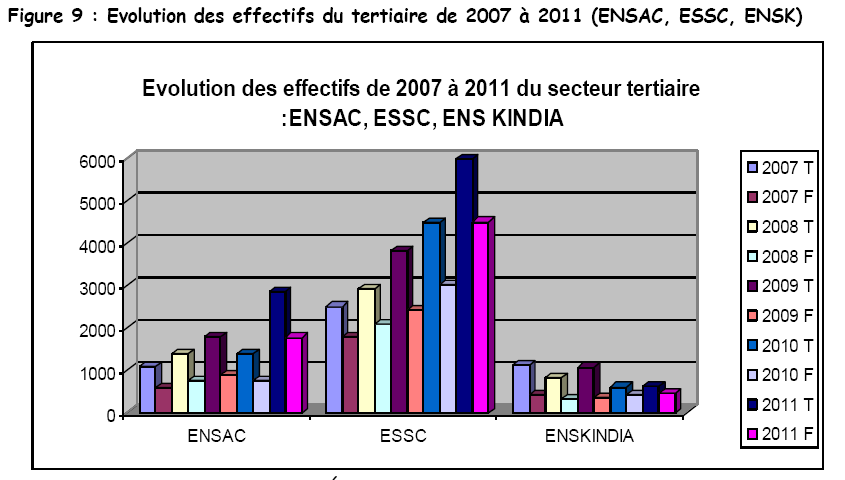 Figure 9 : Evolution des effectifs du tertiaire de 2007 à 2011 (ENSAC, ESSC, ENSK)
Evolution des effectifs de 2007 à 2011 du secteur tertiaire
:ENSAC, ESSC, ENS KINDIA
6000
5000
4000
3000
2000
1000
0
ENSAC
ESSC
ENSKINDIA
2007 T
2007 F
2008 T
2008 F
2009 T
2009 F
2010 T
2010 F
2011 T
2011 F